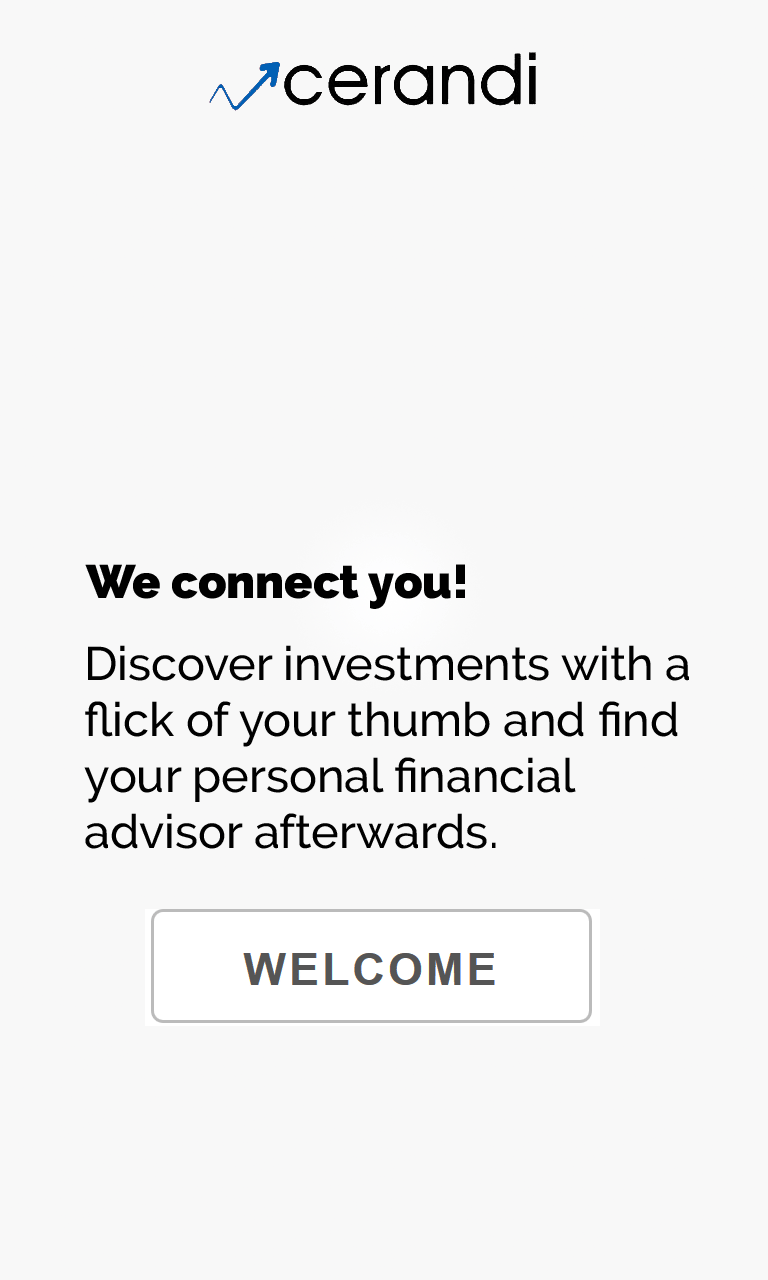 cerandi
We connect you!
Discover investments with a
flick of your thumb and find
your personal financial
advisor afterwards.
WELCOME